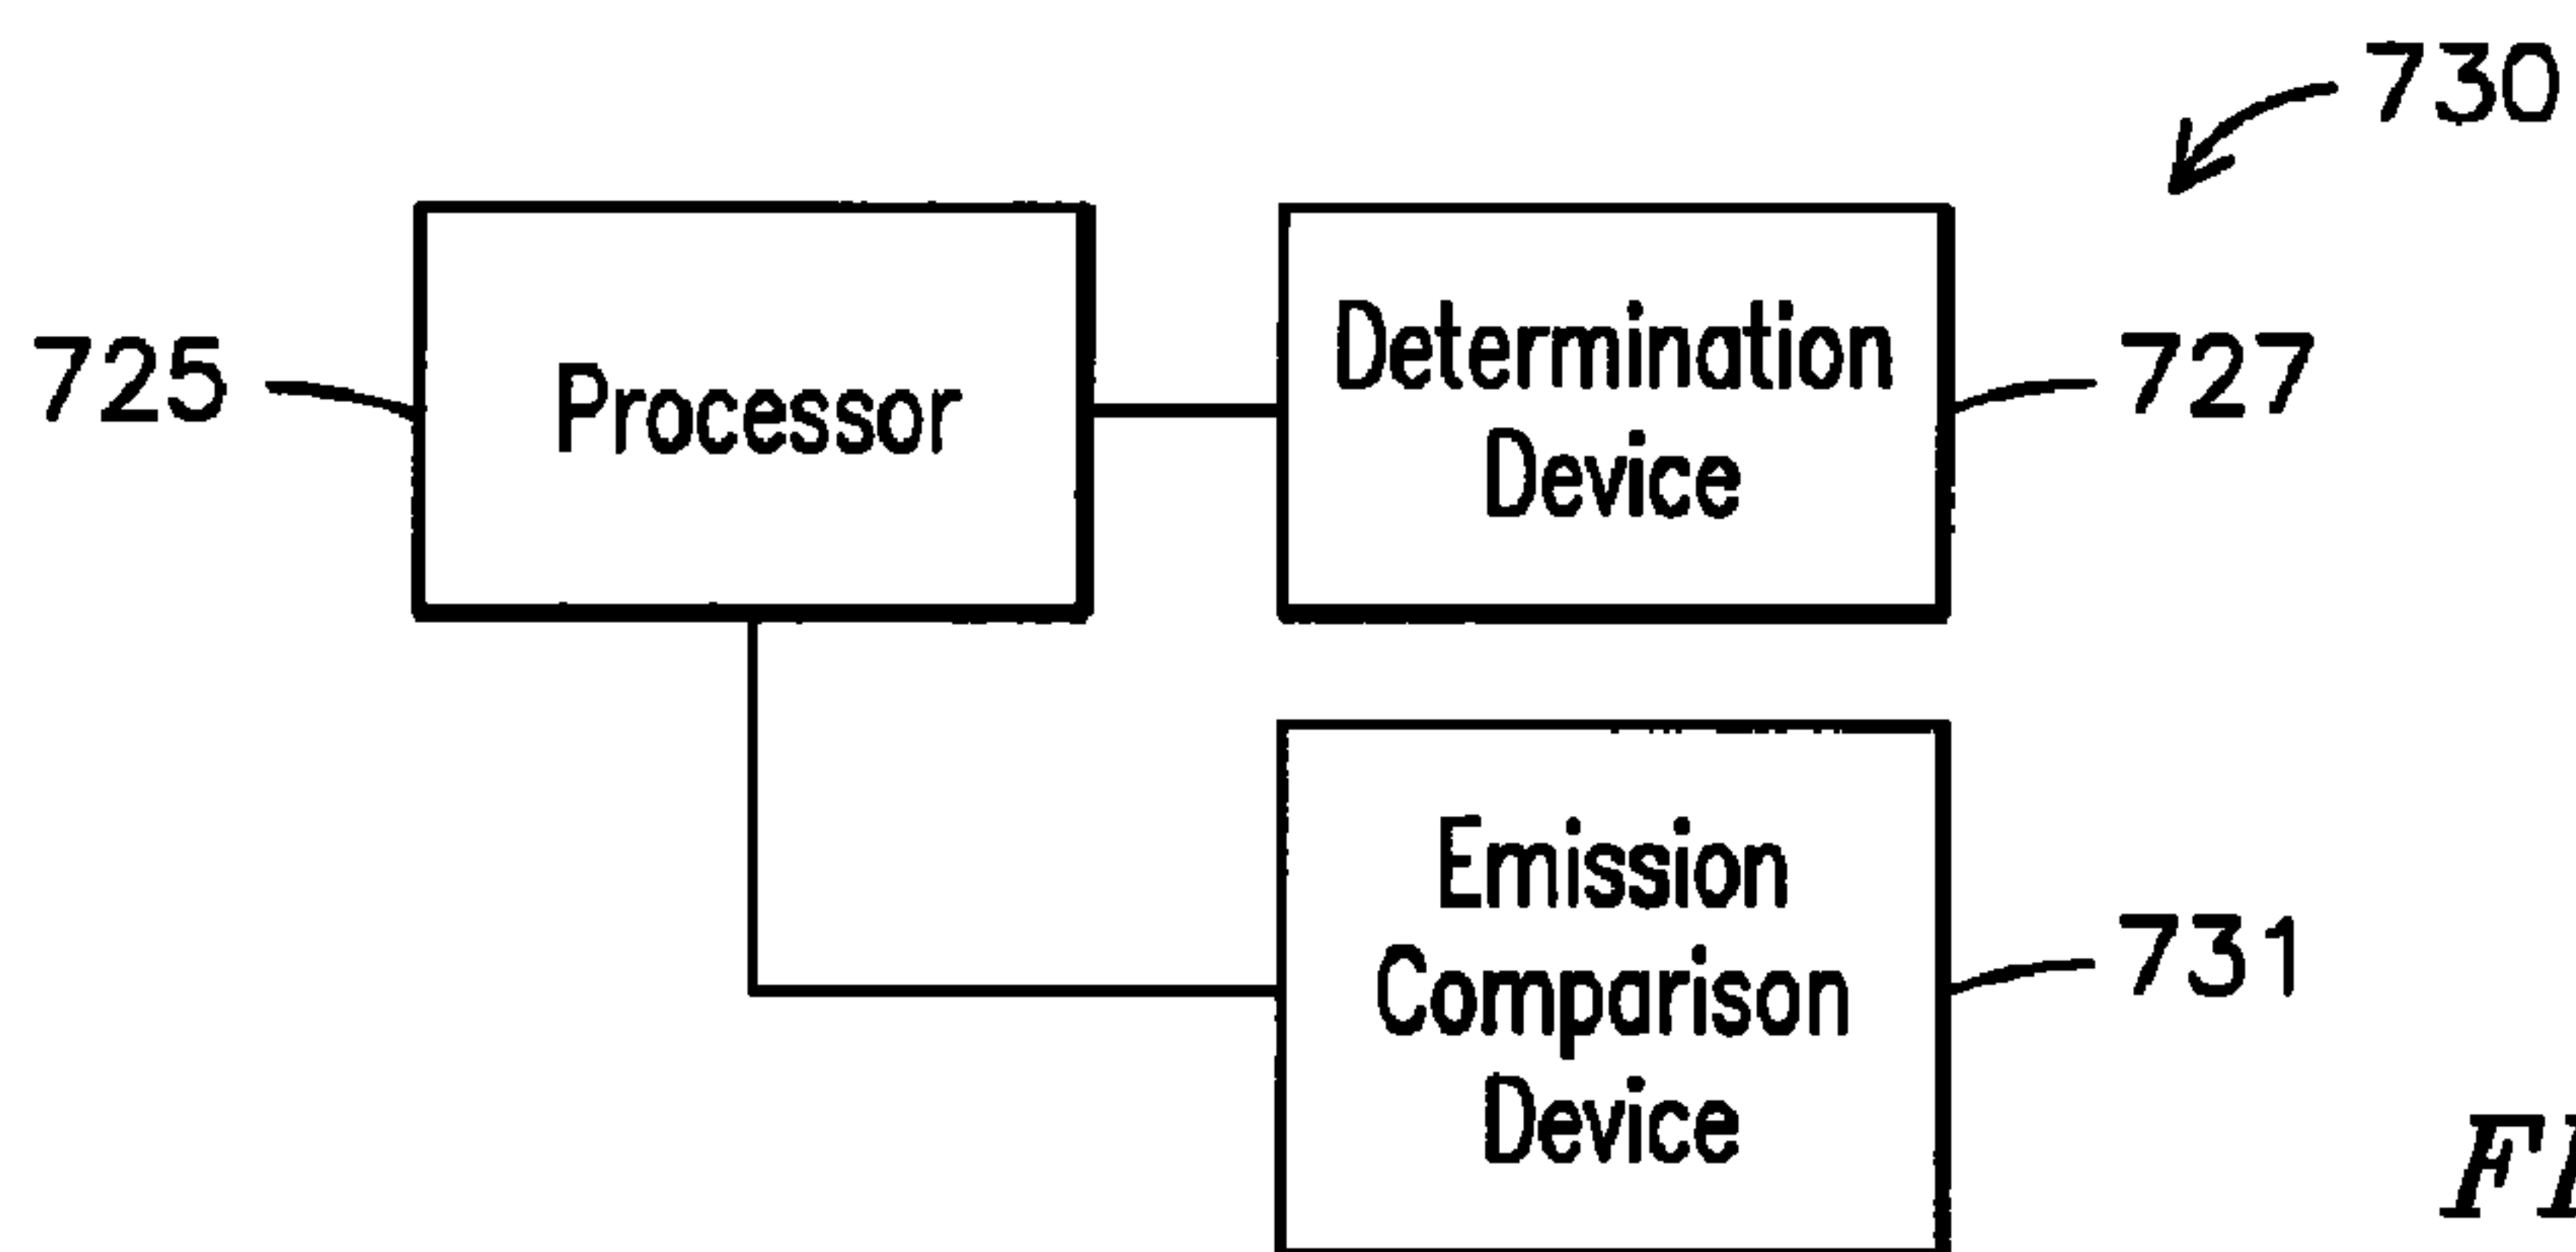 730
725
Processor
Determination
Device
727
Emission
Comparison
Device
731